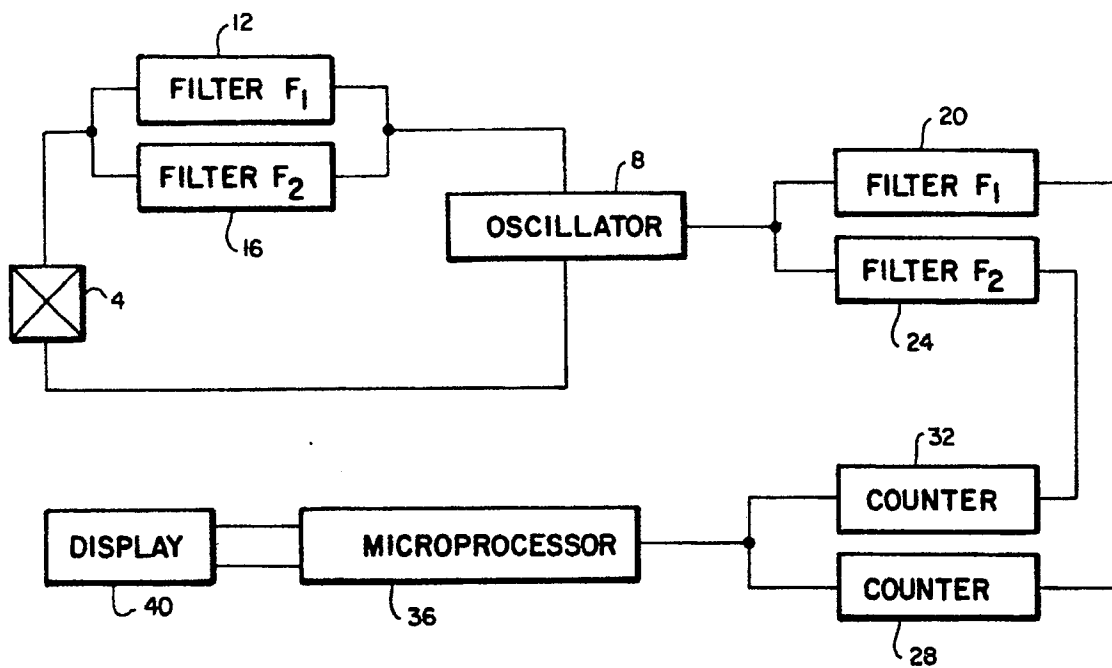 12
FILTER F1
FILTER F2
16
4
8
OSCILLATOR
20
FILTER F1
FILTER F2
24
32
COUNTER
COUNTER
28
MICROPROCESSOR
36
DISPLAY
40